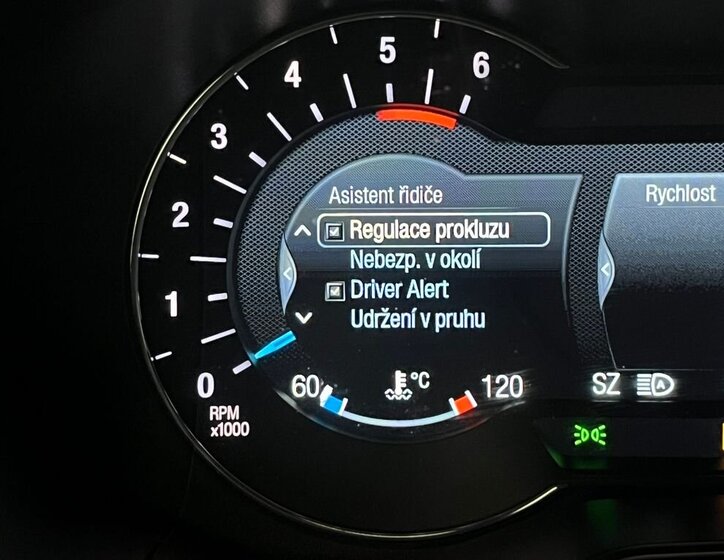 5
6
4
3
2
1
0
RPM
x1000
Asistent řidiče
Regulace prokluzu
Nebezp. v okolí
Driver Alert
Udržení v pruhu
60
°C
120
Rychlost
SZ
A